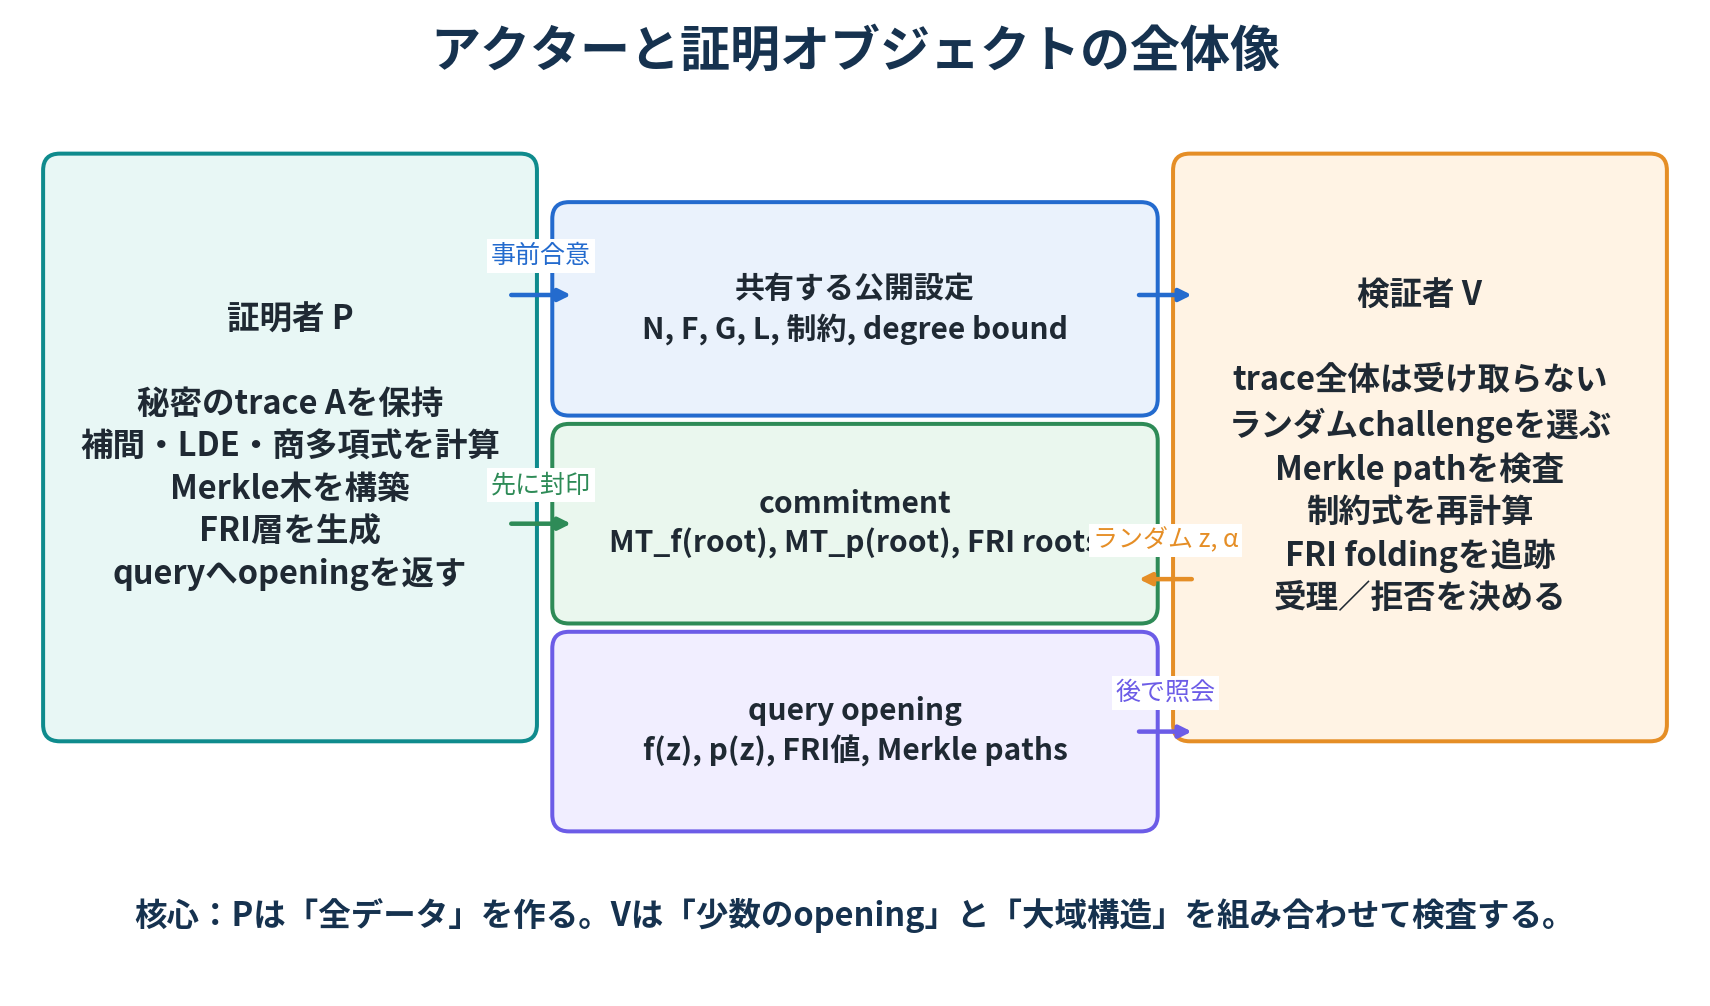 アクターと証明オブジェクトの全体像
証明者 P
秘密のtrace Aを保持
補間・LDE・商多項式を計算
Merkle木を構築
FRI層を生成
queryへopeningを返す
事前合意
共有する公開設定
N, F, G, L, 制約, degree bound
先に封印
commitment
MT_f(root), MT_p(root), FRI roots
ランダム z, α
query opening
f(z), p(z), FRI値, Merkle paths
後で照会
検証者 V
trace全体は受け取らない
ランダムchallengeを選ぶ
Merkle pathを検査
制約式を再計算
FRI foldingを追跡
受理／拒否を決める
核心：Pは「全データ」を作る。Vは「少数のopening」と「大域構造」を組み合わせて検査する。